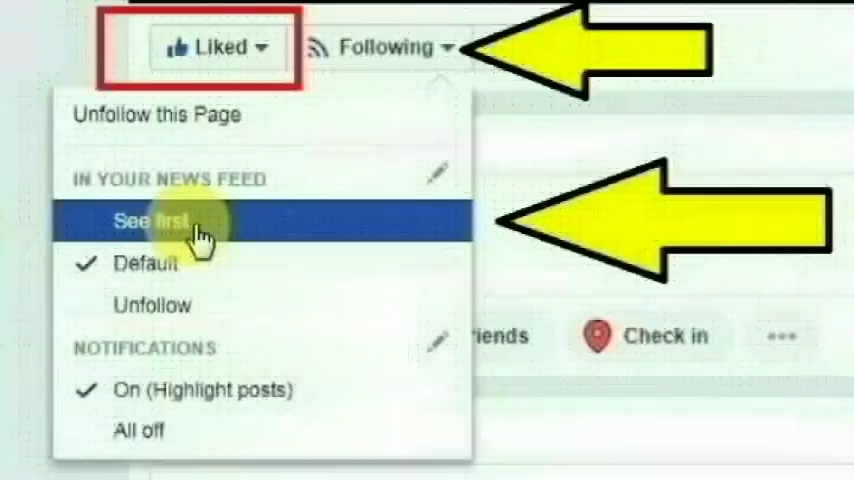 Liked Following
Unfollow this Page
IN YOUR NEWS FEED
See first
Default
Unfollow
NOTIFICATIONS
riends Check in
On (Highlight posts)
All off